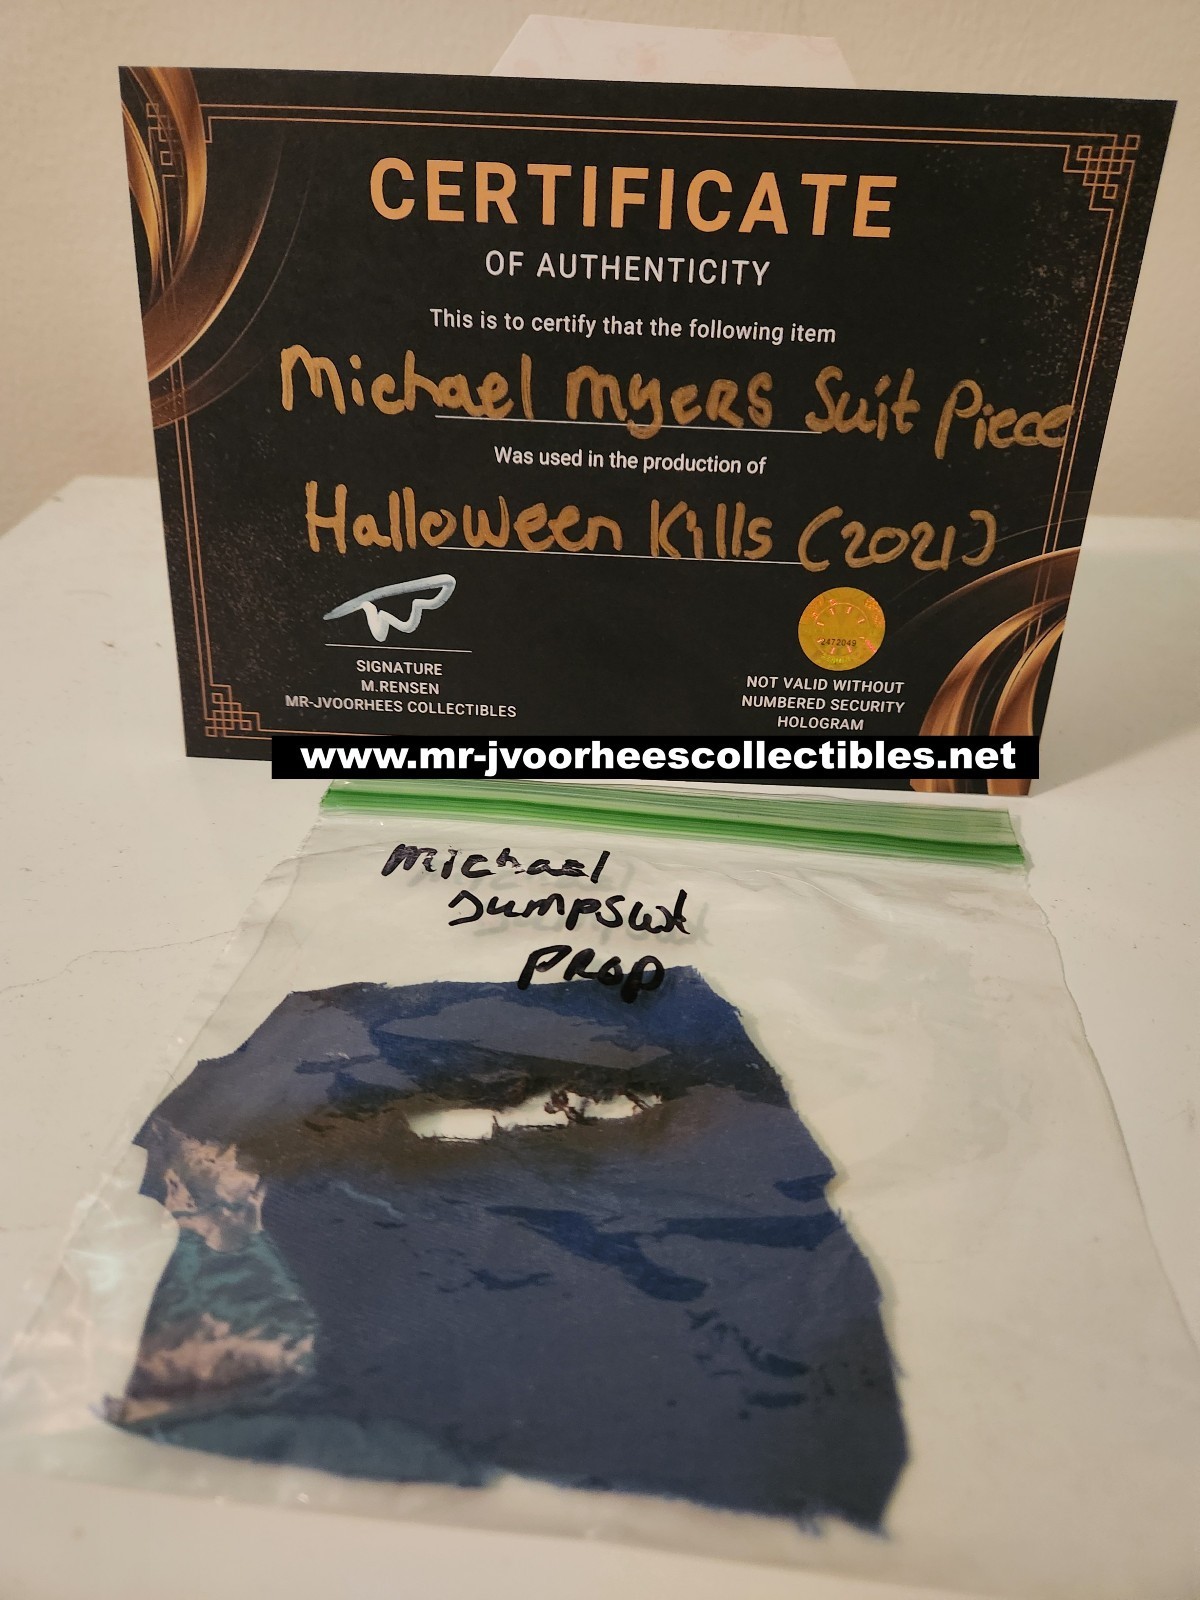 CERTIFICATE
OF AUTHENTICITY
This is to certify that the following item
Michael Myers Suit Piece
Was used in the production of
Halloween Kills (2021)
SIGNATURE
M.RENSEN
MR-JVOORHEES COLLECTIBLES
2472049
NOT VALID WITHOUT
NUMBERED SECURITY
HOLOGRAM
www.mr-jvoorheescollectibles.net
Michael
Jumpsuit
PROP